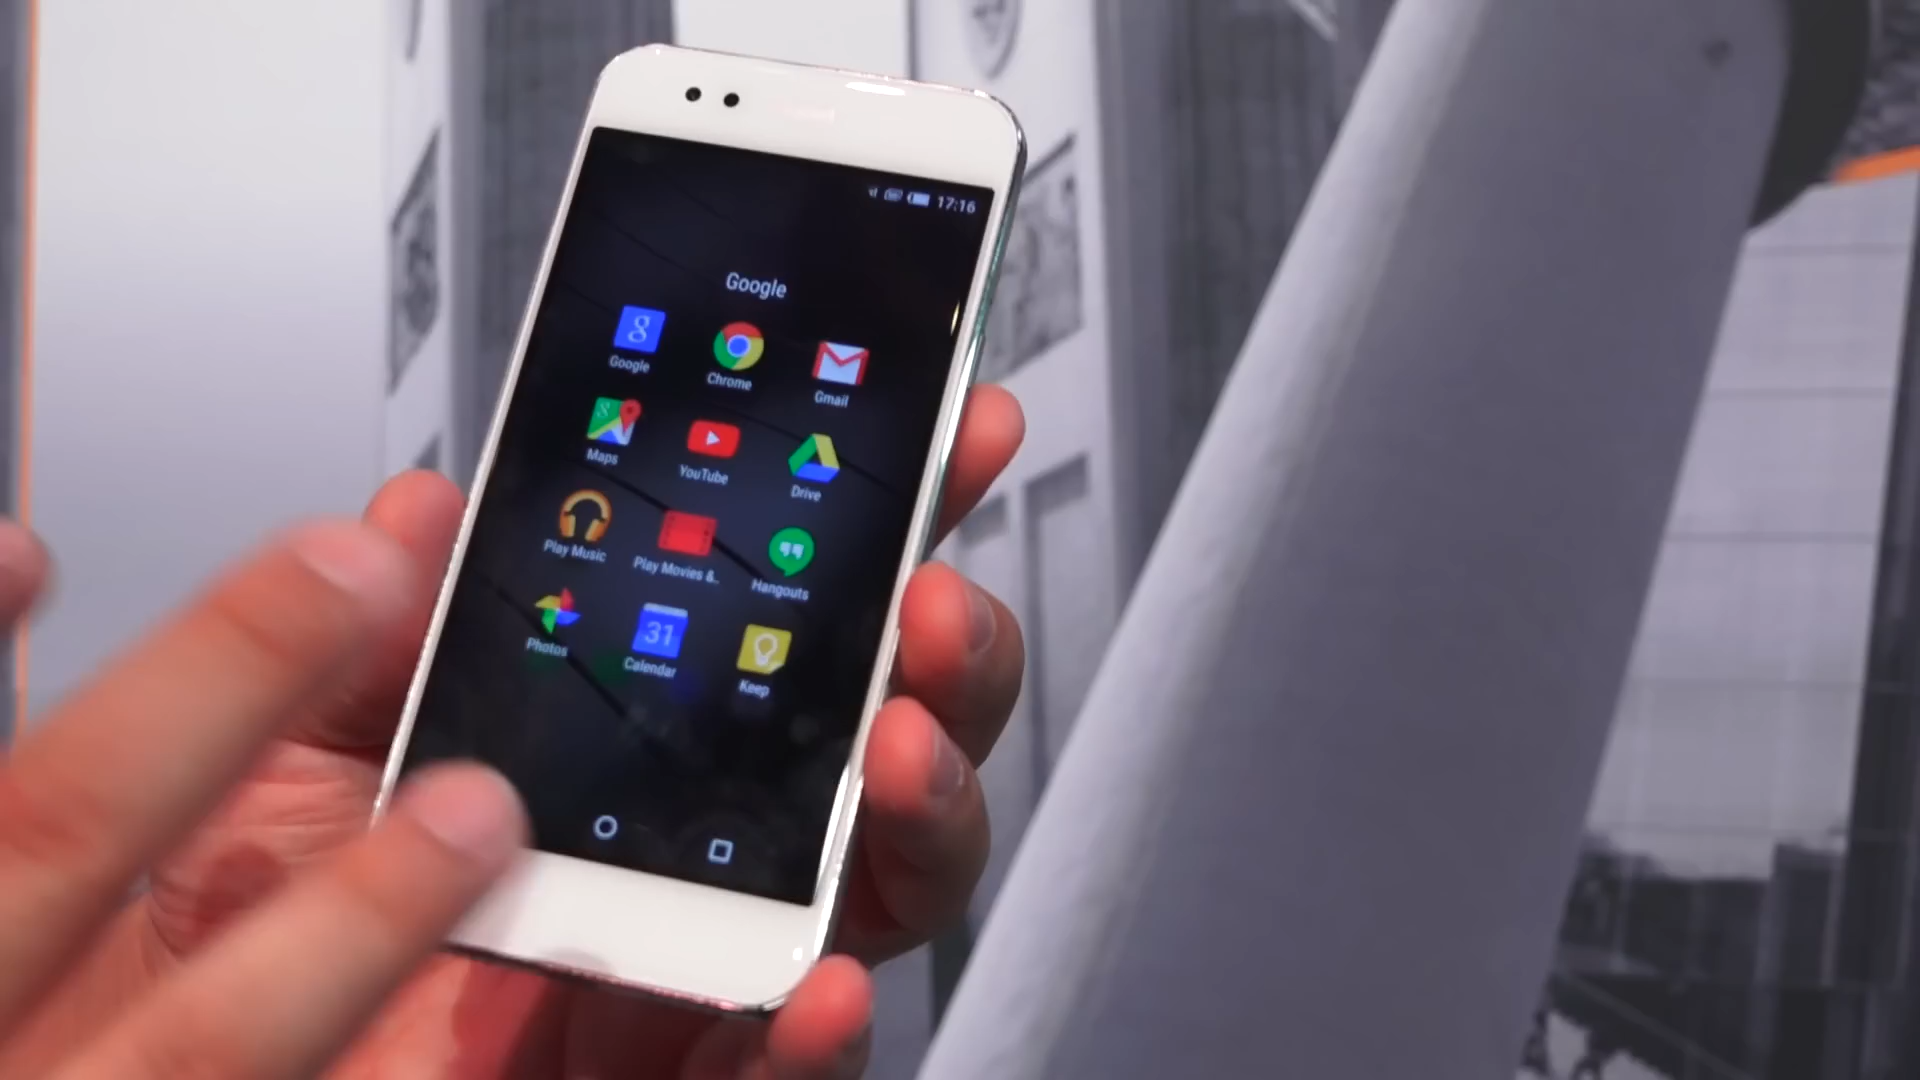 17:16
Google
g
Google
Chrome
Gmail
Maps
YouTube
Drive
Play Music
Play Movies &..
Hangouts
Photos
31
Calendar
Keep